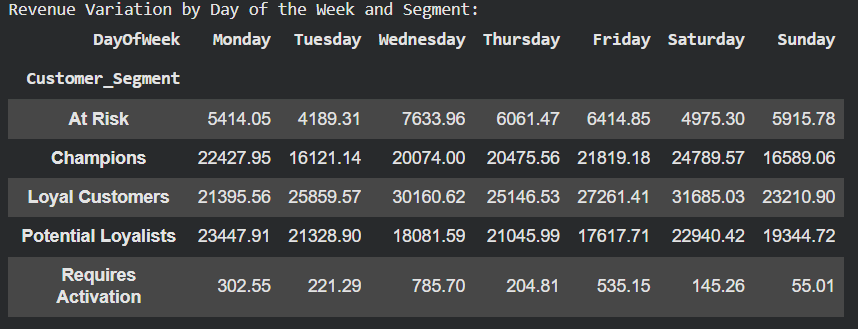 Revenue Variation by Day of the Week and Segment:
DayOfWeek Monday Tuesday Wednesday Thursday Friday Saturday Sunday
Customer_Segment
At Risk 5414.05 4189.31 7633.96 6061.47 6414.85 4975.30 5915.78
Champions 22427.95 16121.14 20074.00 20475.56 21819.18 24789.57 16589.06
Loyal Customers 21395.56 25859.57 30160.62 25146.53 27261.41 31685.03 23210.90
Potential Loyalists 23447.91 21328.90 18081.59 21045.99 17617.71 22940.42 19344.72
Requires
Activation 302.55 221.29 785.70 204.81 535.15 145.26 55.01